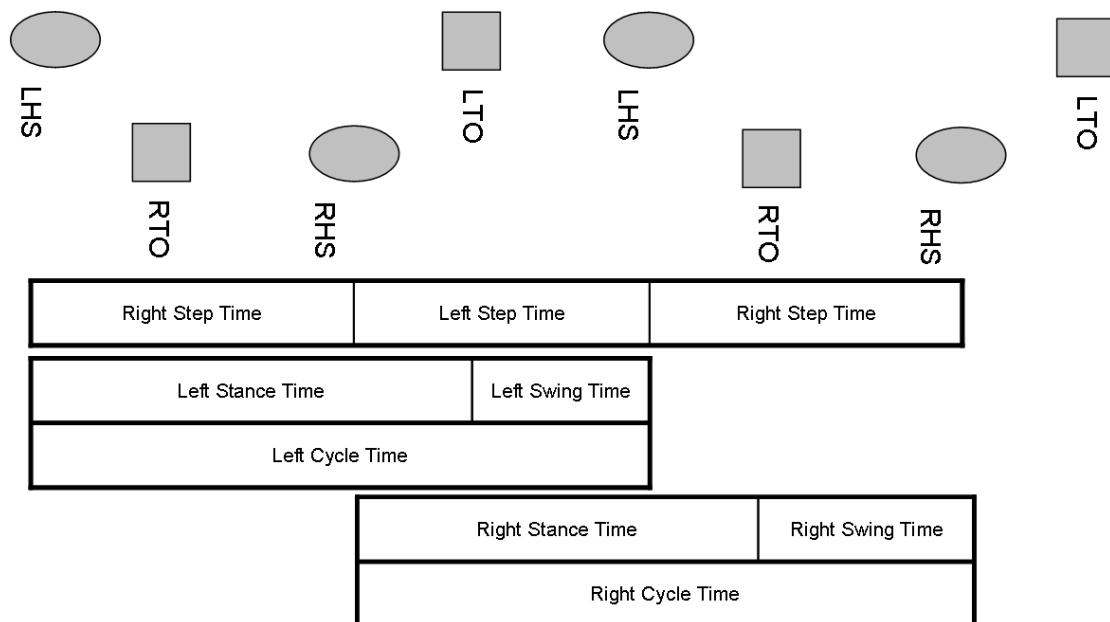 LHS
LTO
LHS
LTO
RTO
RHS
RTO
RHS
Right Step Time
Left Step Time
Right Step Time
Left Stance Time
Left Swing Time
Left Cycle Time
Right Stance Time
Right Swing Time
Right Cycle Time